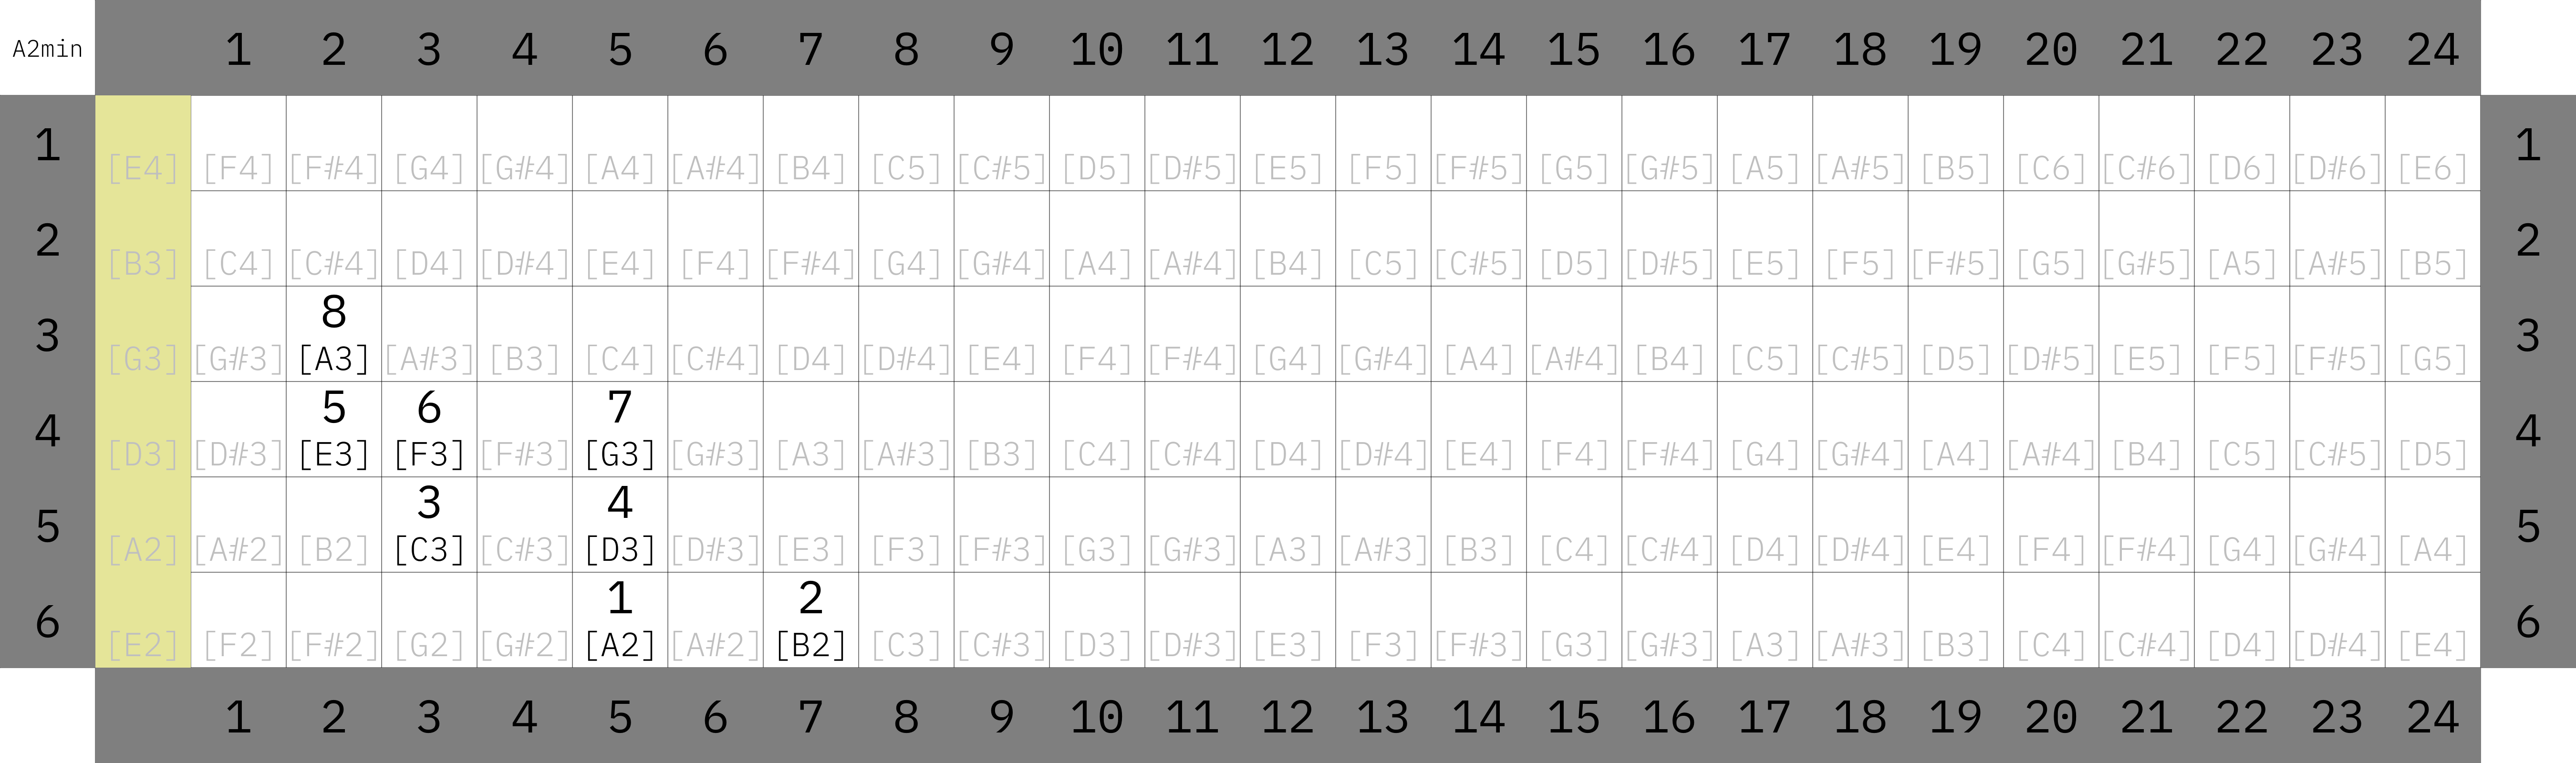 A2min 1 2 3 4 5 6 7 8 9 10 11 12 13 14 15 16 17 18 19 20 21 22 23 24
1 [E4] [F4] [F#4] [G4] [G#4] [A4] [A#4] [B4] [C5] [C#5] [D5] [D#5] [E5] [F5] [F#5] [G5] [G#5] [A5] [A#5] [B5] [C6] [C#6] [D6] [D#6] [E6] 1
2 [B3] [C4] [C#4] [D4] [D#4] [E4] [F4] [F#4] [G4] [G#4] [A4] [A#4] [B4] [C5] [C#5] [D5] [D#5] [E5] [F5] [F#5] [G5] [G#5] [A5] [A#5] [B5] 2
8
3 [G3] [G#3] [A3] [A#3] [B3] [C4] [C#4] [D4] [D#4] [E4] [F4] [F#4] [G4] [G#4] [A4] [A#4] [B4] [C5] [C#5] [D5] [D#5] [E5] [F5] [F#5] [G5] 3
5 6 7
4 [D3] [D#3] [E3] [F3] [F#3] [G3] [G#3] [A3] [A#3] [B3] [C4] [C#4] [D4] [D#4] [E4] [F4] [F#4] [G4] [G#4] [A4] [A#4] [B4] [C5] [C#5] [D5] 4
3 4
5 [A2] [A#2] [B2] [C3] [C#3] [D3] [D#3] [E3] [F3] [F#3] [G3] [G#3] [A3] [A#3] [B3] [C4] [C#4] [D4] [D#4] [E4] [F4] [F#4] [G4] [G#4] [A4] 5
1 2
6 [E2] [F2] [F#2] [G2] [G#2] [A2] [A#2] [B2] [C3] [C#3] [D3] [D#3] [E3] [F3] [F#3] [G3] [G#3] [A3] [A#3] [B3] [C4] [C#4] [D4] [D#4] [E4] 6
1 2 3 4 5 6 7 8 9 10 11 12 13 14 15 16 17 18 19 20 21 22 23 24